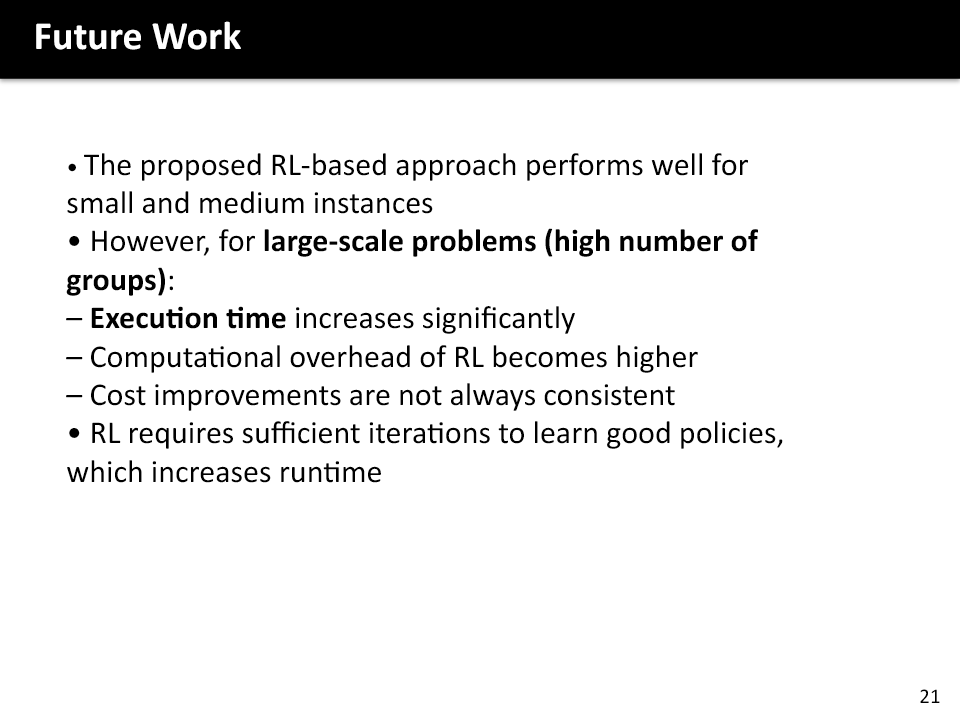 Future Work
• The proposed RL-based approach performs well for
small and medium instances
• However, for large-scale problems (high number of
groups):
– Execution time increases significantly
– Computational overhead of RL becomes higher
– Cost improvements are not always consistent
• RL requires sufficient iterations to learn good policies,
which increases runtime
21